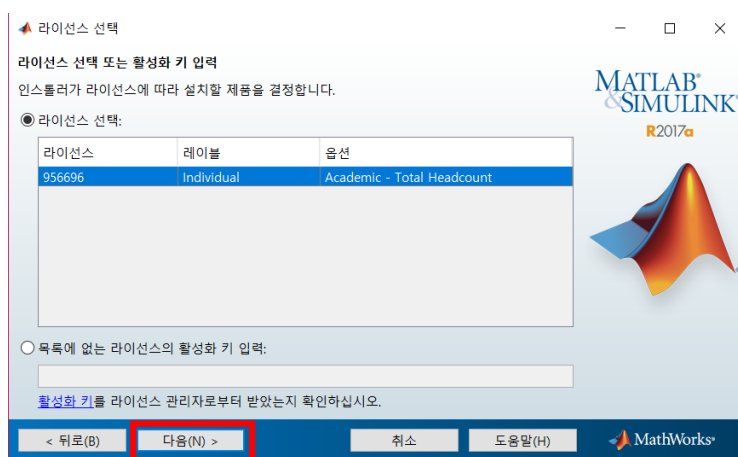 라이선스 선택
라이선스 선택 또는 활성화 키 입력
인스톨러가 라이선스에 따라 설치할 제품을 결정합니다.
MATLAB®
&SIMULINK®
R2017a
라이선스 선택:
라이선스 레이블 옵션
956696 Individual Academic - Total Headcount
목록에 없는 라이선스의 활성화 키 입력:
활성화 키를 라이선스 관리자로부터 받았는지 확인하십시오.
< 뒤로(B) 다음(N) > 취소 도움말(H) MathWorks®